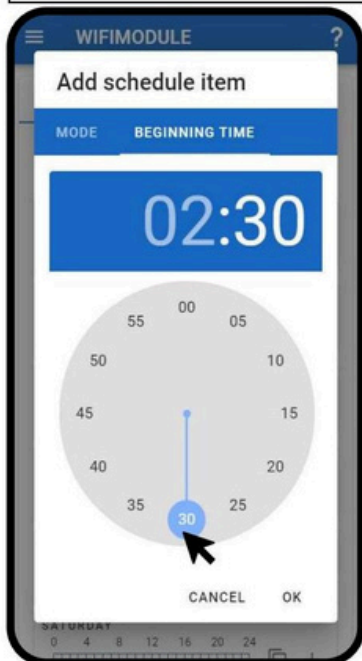 WIFIMODULE ?
Add schedule item
MODE BEGINNING TIME
02:30
00
55 05
50 10
45 15
40 20
35 25
30
CANCEL OK
SATURDAY
0 4 8 12 16 20 24